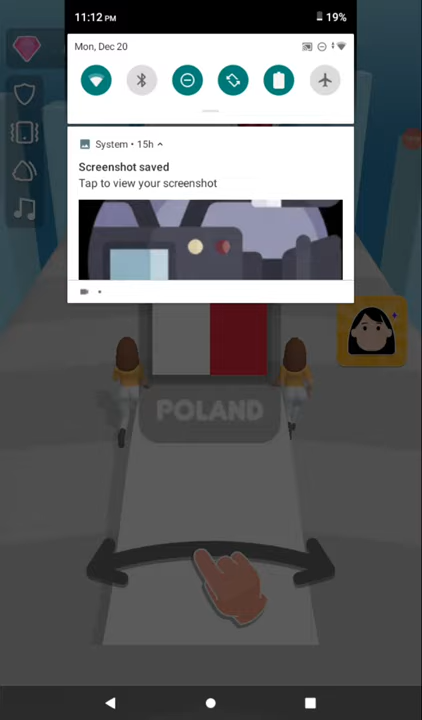 11:12 PM
19%
Mon, Dec 20
System • 15h
Screenshot saved
Tap to view your screenshot
POLAND